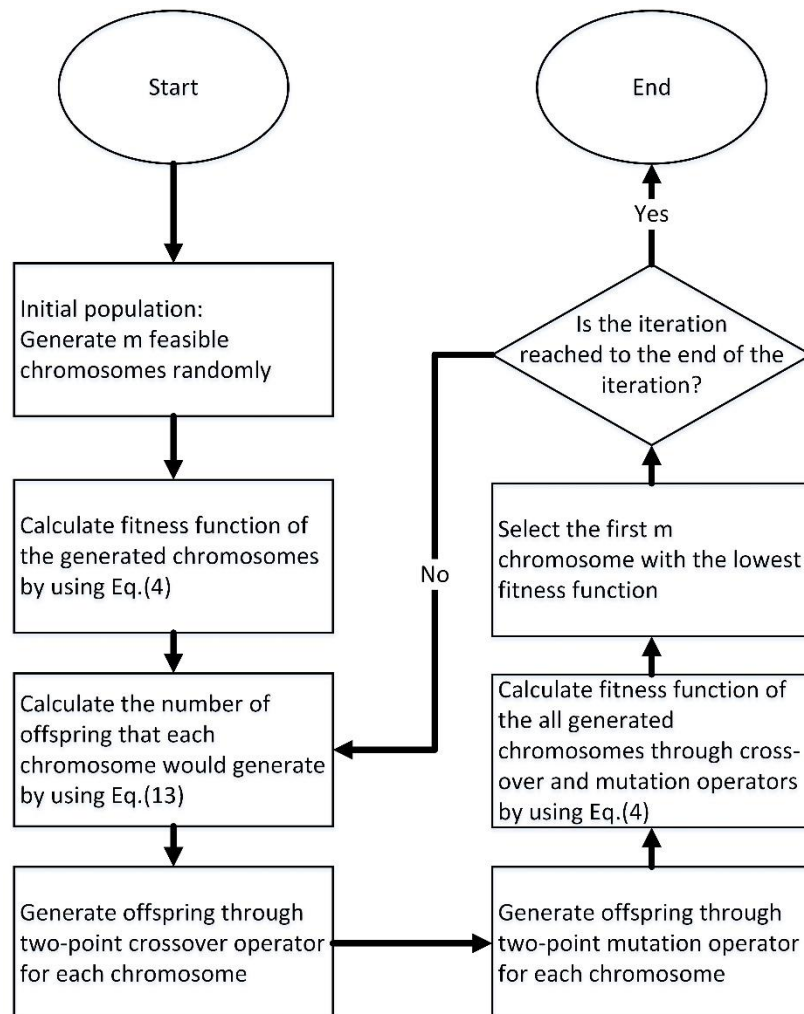 Start
Initial population:
Generate m feasible
chromosomes randomly
Calculate fitness function of
the generated chromosomes
by using Eq.(4)
Calculate the number of
offspring that each
chromosome would generate
by using Eq.(13)
Generate offspring through
two-point crossover operator
for each chromosome
Generate offspring through
two-point mutation operator
for each chromosome
Calculate fitness function of
the all generated
chromosomes through cross-
over and mutation operators
by using Eq.(4)
Select the first m
chromosome with the lowest
fitness function
Is the iteration
reached to the end of the
iteration?
No
Yes
End